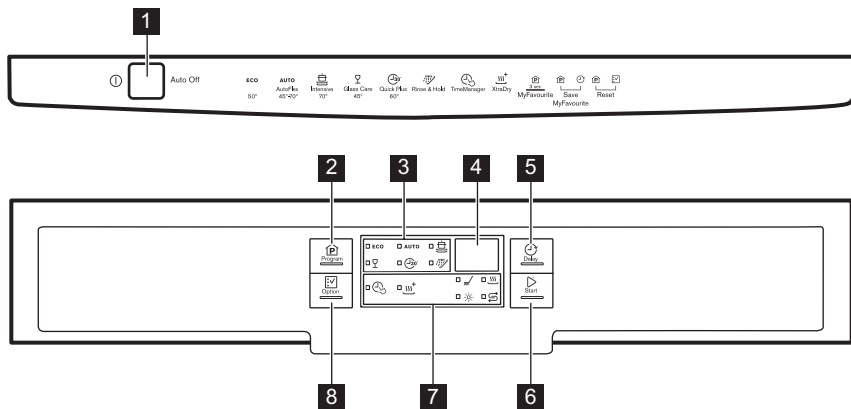 1
Auto Off
ECO
50°
AUTO
AutoFlex
45°-70°
Intensive
70°
Glass Care
45°
30'
Quick Plus
60°
Rinse & Hold
TimeManager
XtraDry
P
3 sec
MyFavourite
P
Save
MyFavourite
P
Reset
2
3
4
5
P
Program
ECO
AUTO
30'
Delay
Option
Start
8
7
6